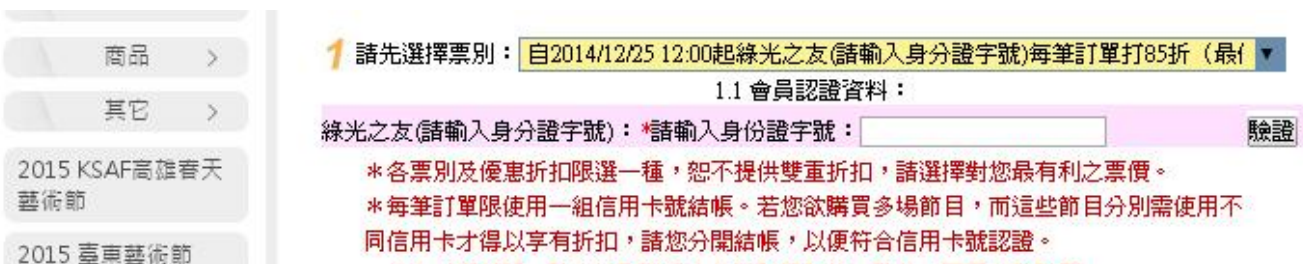 商品 >
其它 >
2015 KSAF高雄春天
藝術節
2015 臺東藝術節
1 請先選擇票別：自2014/12/25 12:00起綠光之友(請輸入身分證字號)每筆訂單打85折（最
1.1 會員認證資料：
綠光之友(請輸入身分證字號)：*請輸入身份證字號： 驗證
＊各票別及優惠折扣限選一種，恕不提供雙重折扣，請選擇對您最有利之票價。
＊每筆訂單限使用一組信用卡號結帳。若您欲購買多場節目，而這些節目分別需使用不
同信用卡才得以享有折扣，請您分開結帳，以便符合信用卡號認證。